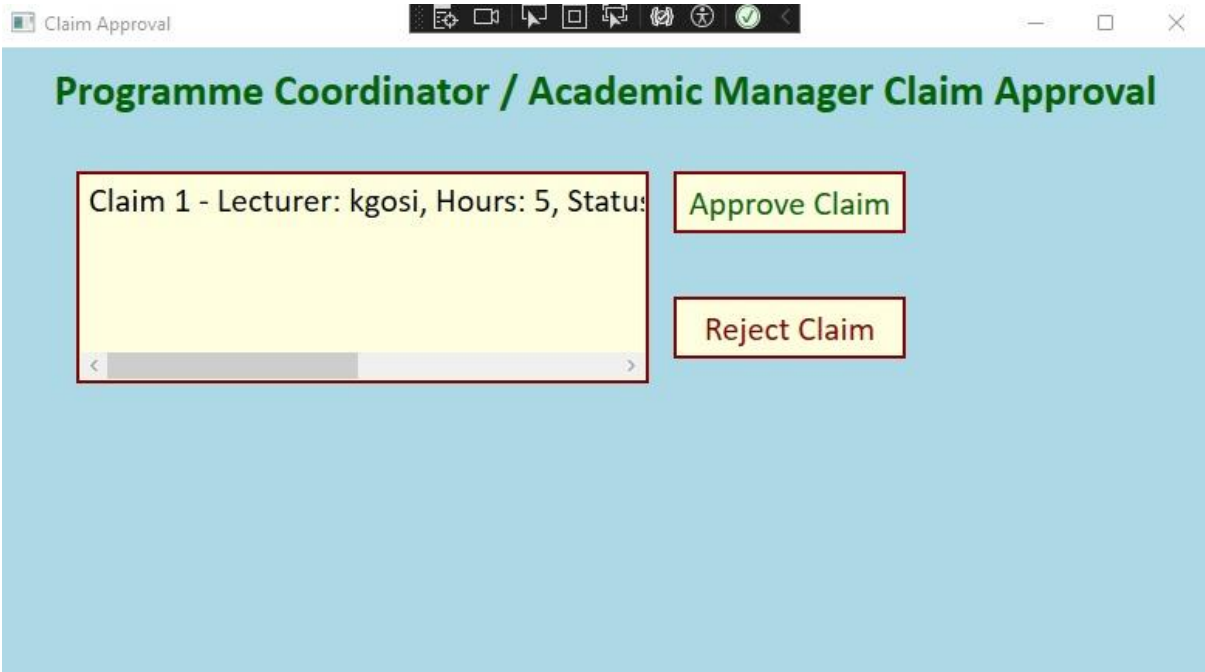 Claim Approval
Programme Coordinator / Academic Manager Claim Approval
Claim 1 - Lecturer: kgosi, Hours: 5, Status
Approve Claim
Reject Claim